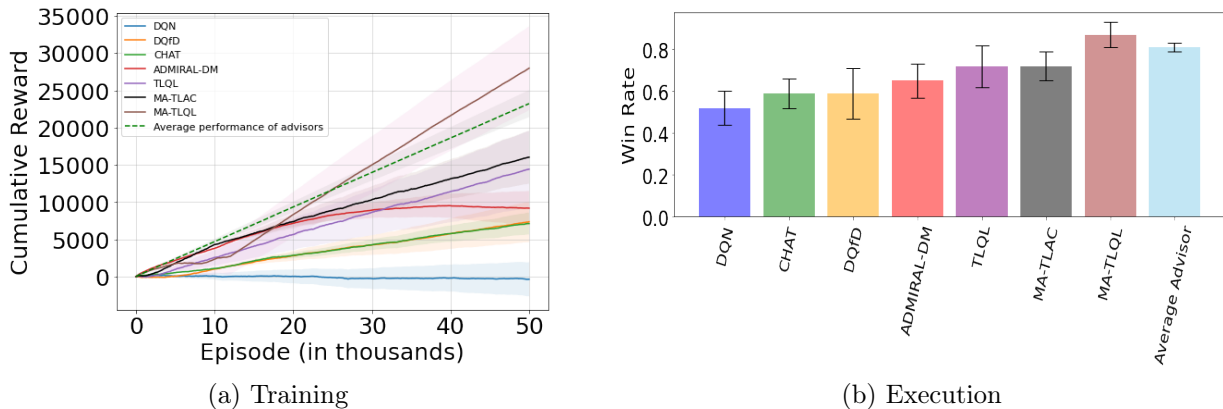 35000
30000
25000
20000
15000
10000
5000
0
Cumulative Reward
DQN
DQfD
CHAT
ADMIRAL-DM
TLQL
MA-TLAC
MA-TLQL
Average performance of advisors
0 10 20 30 40 50
Episode (in thousands)
(a) Training
0.8
0.6
0.4
0.2
0.0
Win Rate
DQN
CHAT
DQfD
ADMIRAL-DM
TLQL
MA-TLAC
MA-TLQL
Average Advisor
(b) Execution